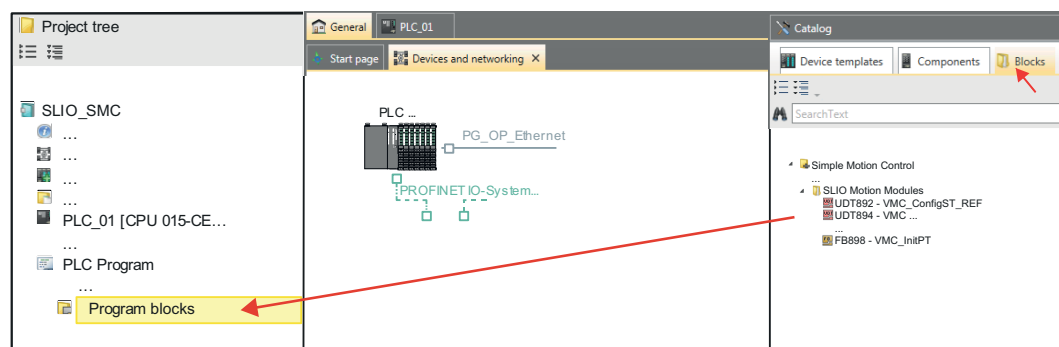 Project tree
SLIO_SMC
...
...
...
...
PLC_01 [CPU 015-CE...
...
PLC Program
...
Program blocks
General
PLC_01
Start page
Devices and networking
PLC ...
PG_OP_Ethernet
PROFINET IO-System...
Catalog
Device templates
Components
Blocks
SearchText
Simple Motion Control
...
SLIO Motion Modules
UDT892 - VMC_ConfigST_REF
UDT894 - VMC ...
...
FB898 - VMC_InitPT